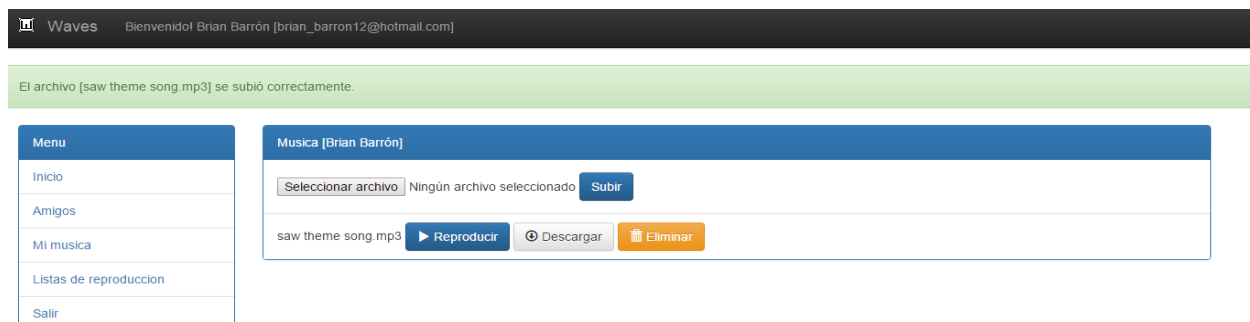 Waves Bienvenido! Brian Barrón [brian_barron12@hotmail.com]
El archivo [saw theme song.mp3] se subió correctamente.
Menu
Inicio
Amigos
Mi musica
Listas de reproduccion
Salir
Musica [Brian Barrón]
Seleccionar archivo Ningún archivo seleccionado Subir
saw theme song.mp3 Reproducir Descargar Eliminar